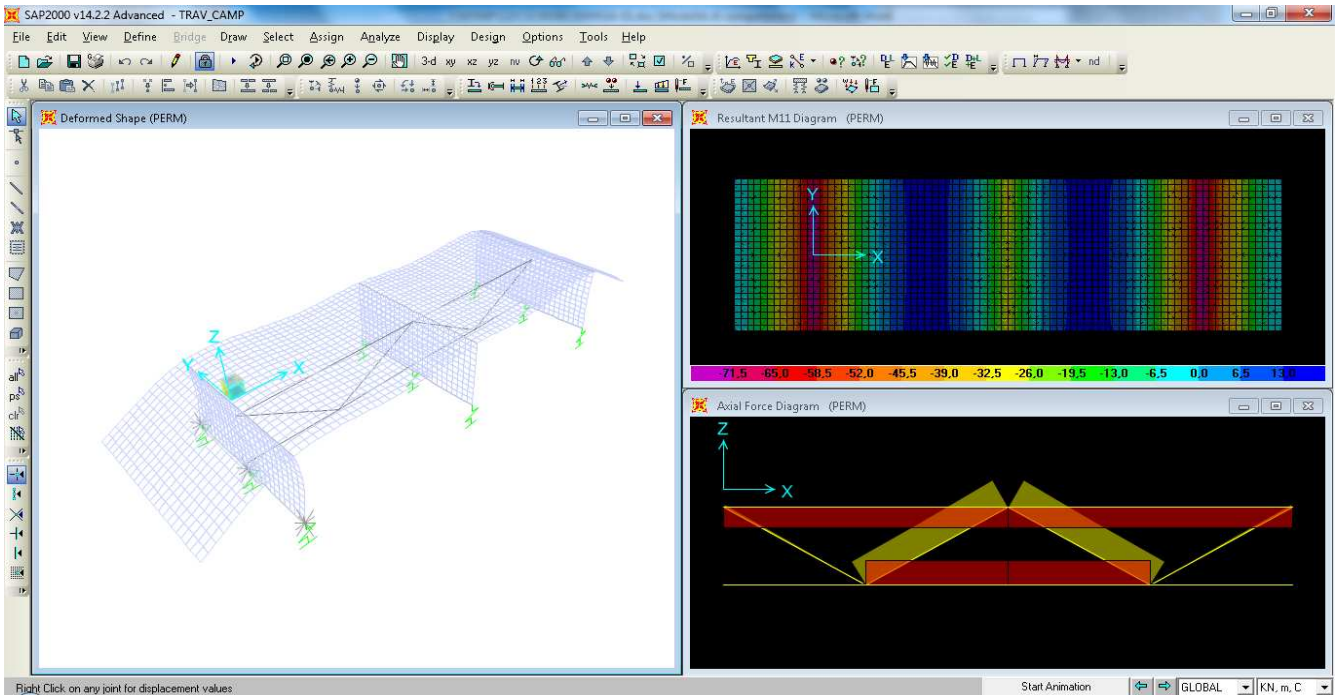 SAP2000 v14.2.2 Advanced - TRAV_CAMP
File Edit View Define Bridge Draw Select Assign Analyze Display Design Options Tools Help
3-d xy xz yz nv
nd
Deformed Shape (PERM)
Z
Y
X
Resultant M11 Diagram (PERM)
Y
X
-71,5 -65,0 -58,5 -52,0 -45,5 -39,0 -32,5 -26,0 -19,5 -13,0 -6,5 0,0 6,5 13,0
Axial Force Diagram (PERM)
Z
X
all
ps
clr
Right Click on any joint for displacement values
Start Animation
GLOBAL
KN, m, C